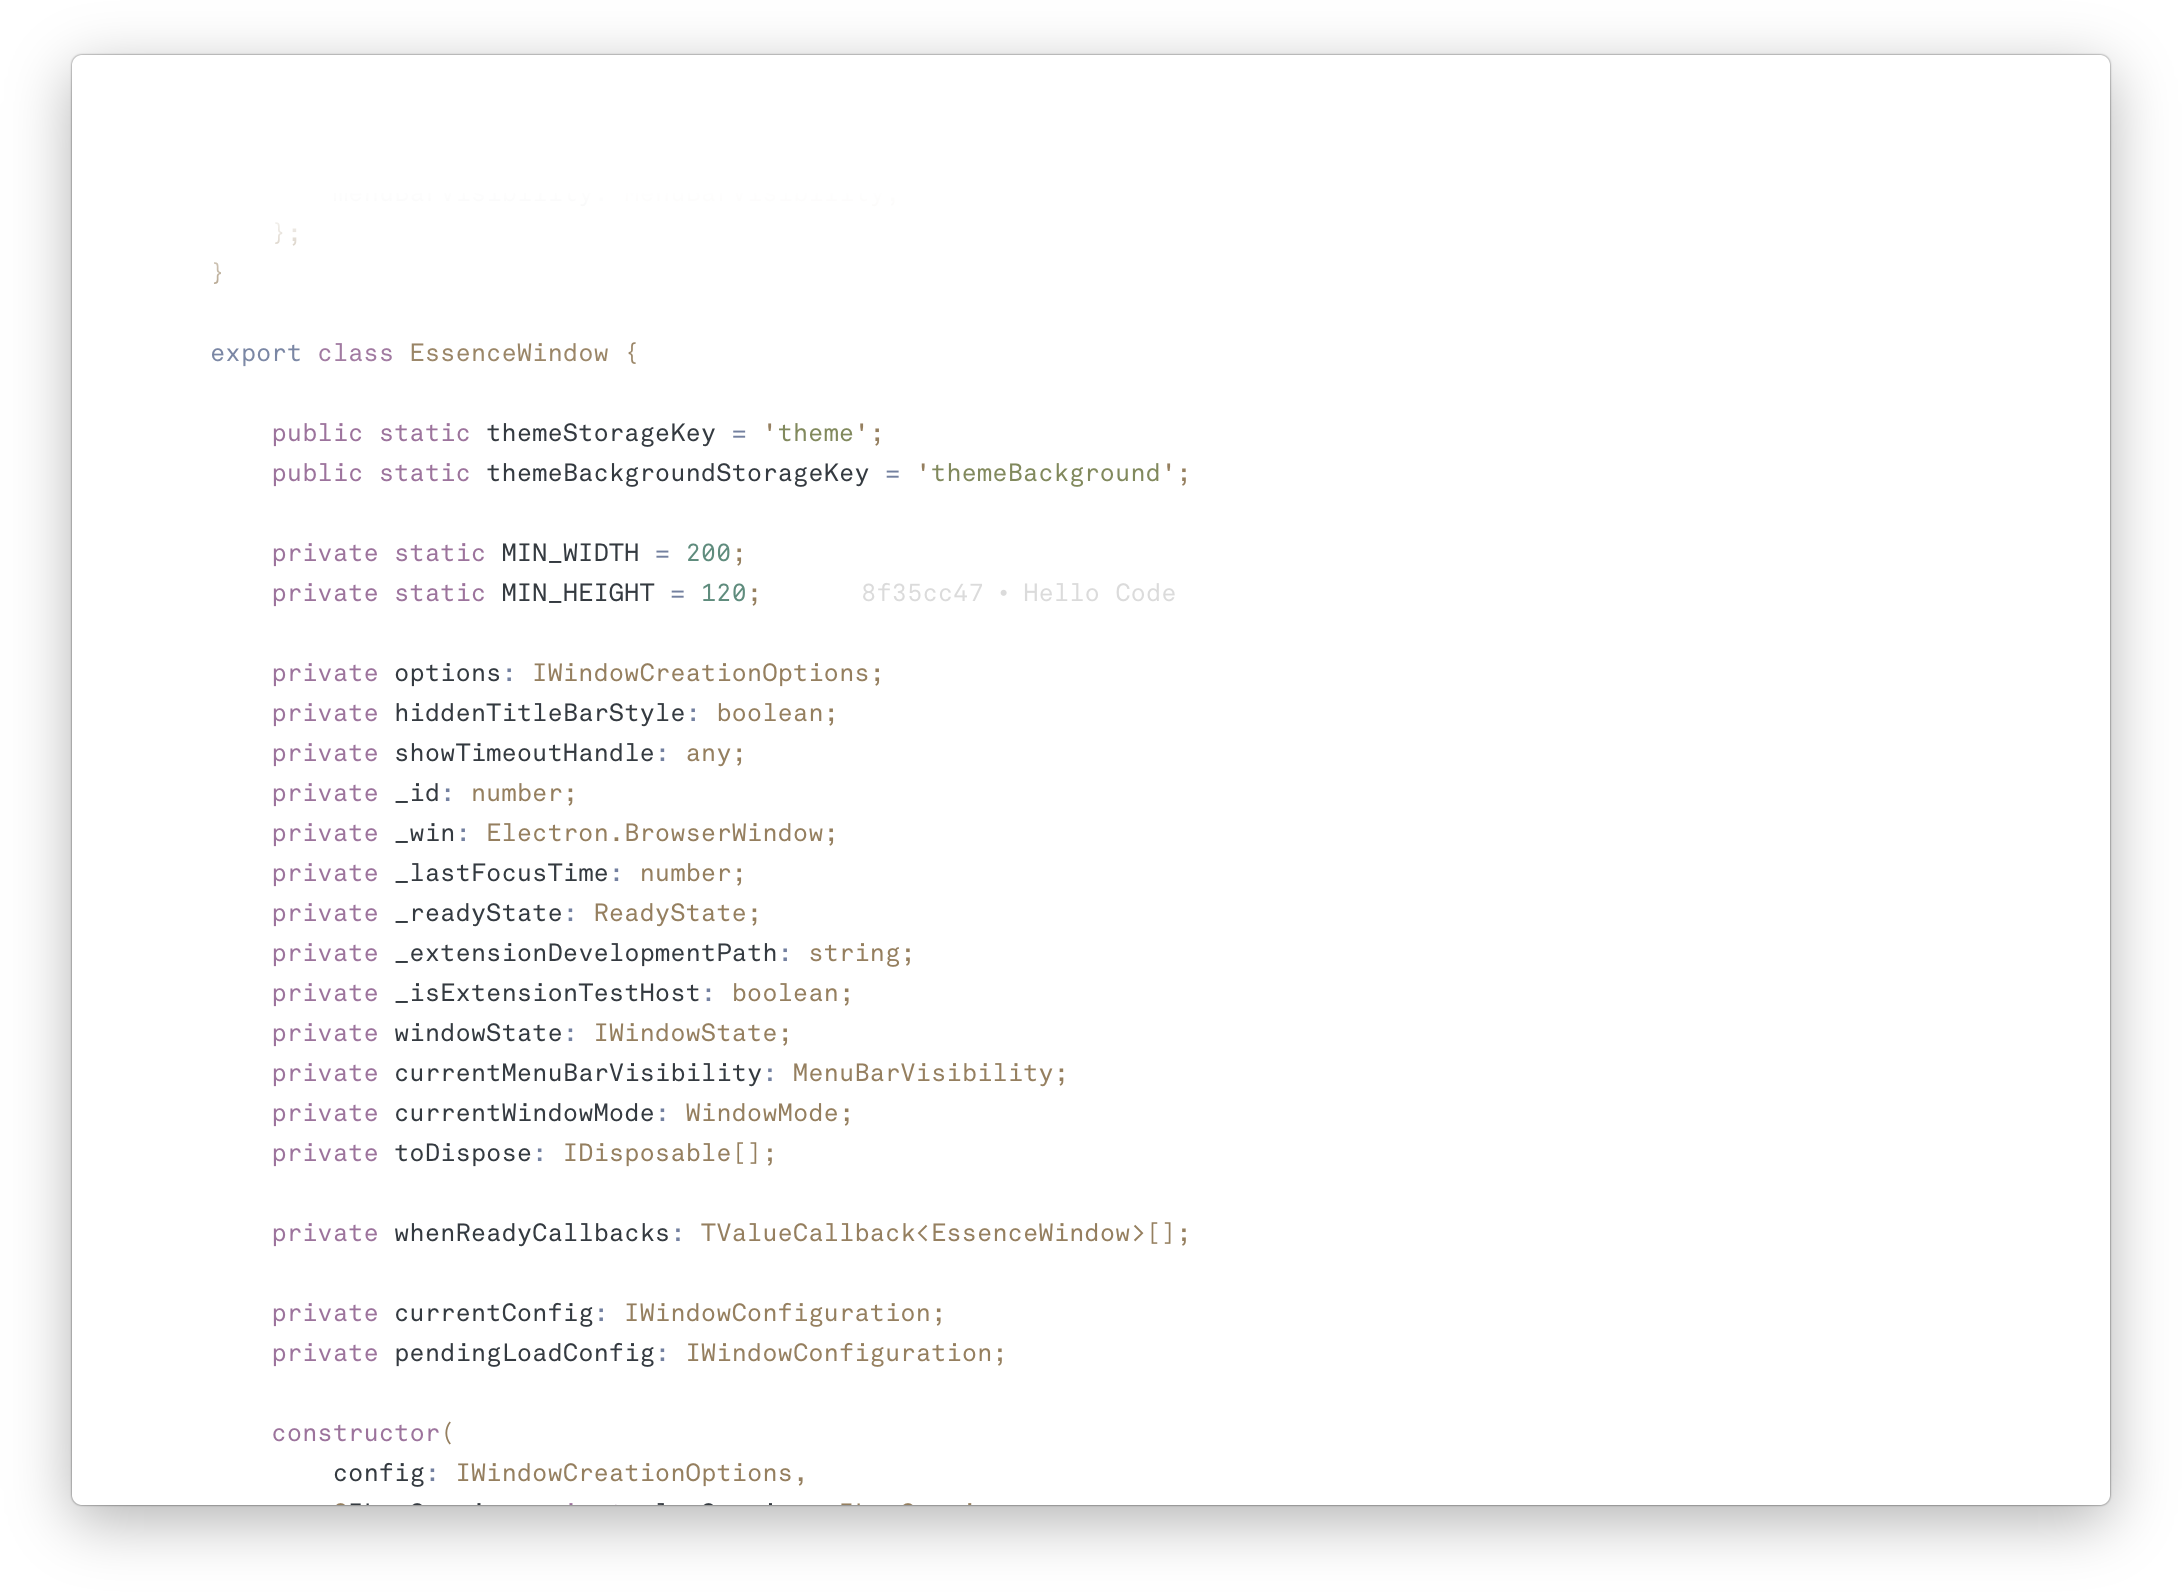 };
}
export class EssenceWindow {
public static themeStorageKey = 'theme';
public static themeBackgroundStorageKey = 'themeBackground';
private static MIN_WIDTH = 200;
private static MIN_HEIGHT = 120; 8f35cc47 • Hello Code
private options: IWindowCreationOptions;
private hiddenTitleBarStyle: boolean;
private showTimeoutHandle: any;
private _id: number;
private _win: Electron.BrowserWindow;
private _lastFocusTime: number;
private _readyState: ReadyState;
private _extensionDevelopmentPath: string;
private _isExtensionTestHost: boolean;
private windowState: IWindowState;
private currentMenuBarVisibility: MenuBarVisibility;
private currentWindowMode: WindowMode;
private toDispose: IDisposable[];
private whenReadyCallbacks: TValueCallback<EssenceWindow>[];
private currentConfig: IWindowConfiguration;
private pendingLoadConfig: IWindowConfiguration;
constructor(
config: IWindowCreationOptions,